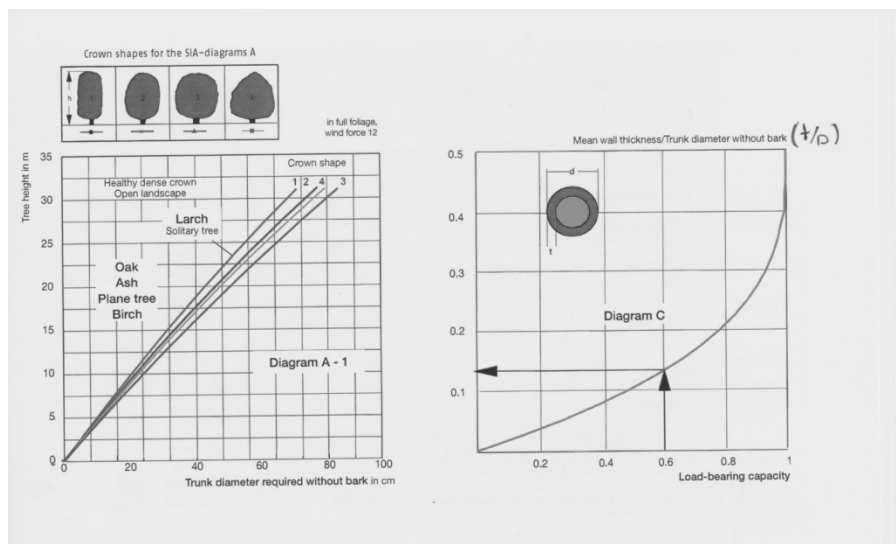 Crown shapes for the SIA-diagrams A
h
1 2 3 4
in full foliage,
wind force 12
Tree height in m
35
30
25
20
15
10
5
0
Crown shape
1 2 4 3
Healthy dense crown
Open landscape
Larch
Solitary tree
Oak
Ash
Plane tree
Birch
Diagram A - 1
0 20 40 60 80 100
Trunk diameter required without bark in cm
Mean wall thickness/Trunk diameter without bark (t/D)
0.5
0.4
0.3
0.2
0.1
d
t
Diagram C
0.2 0.4 0.6 0.8 1
Load-bearing capacity